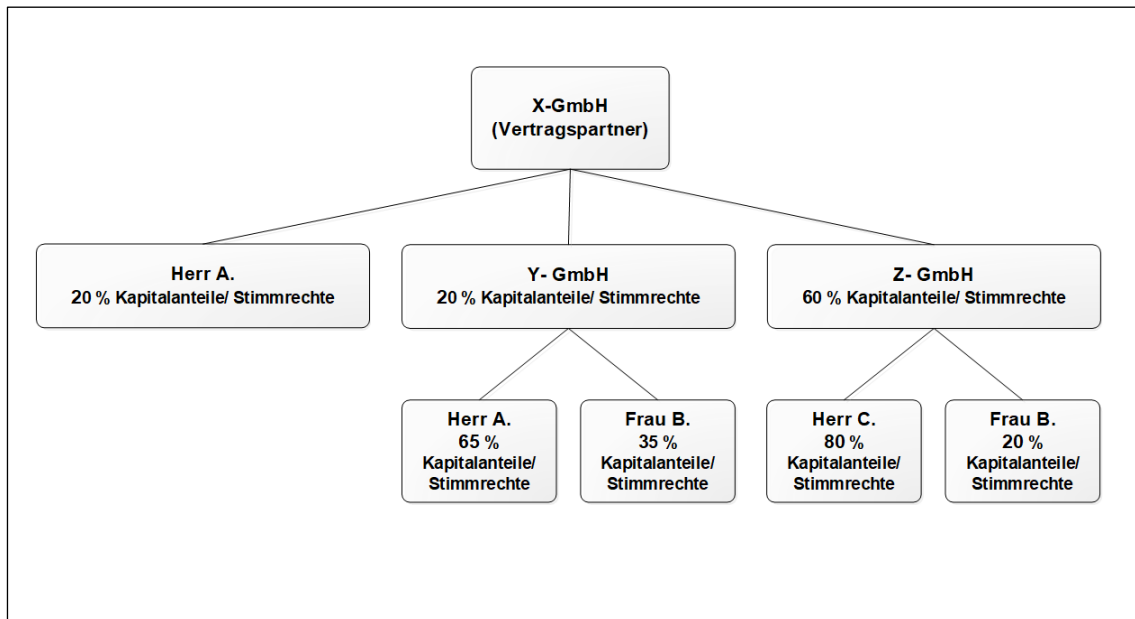 X-GmbH
(Vertragspartner)
Herr A.
20 % Kapitalanteile/ Stimmrechte
Y- GmbH
20 % Kapitalanteile/ Stimmrechte
Z- GmbH
60 % Kapitalanteile/ Stimmrechte
Herr A.
65 %
Kapitalanteile/
Stimmrechte
Frau B.
35 %
Kapitalanteile/
Stimmrechte
Herr C.
80 %
Kapitalanteile/
Stimmrechte
Frau B.
20 %
Kapitalanteile/
Stimmrechte